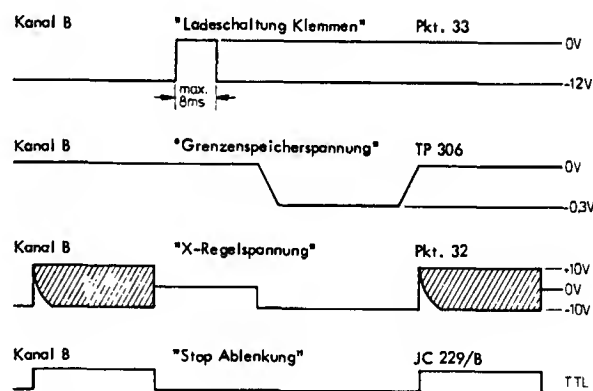 Kanal B "Ladeschaltung Klemmen" Pkt. 33
0V
-12V
max.
8ms
Kanal B "Grenzenspeicherspannung" TP 306
0V
-0,3V
Kanal B "X-Regelspannung" Pkt. 32
+10V
0V
-10V
Kanal B "Stop Ablenkung" JC 229/B
TTL